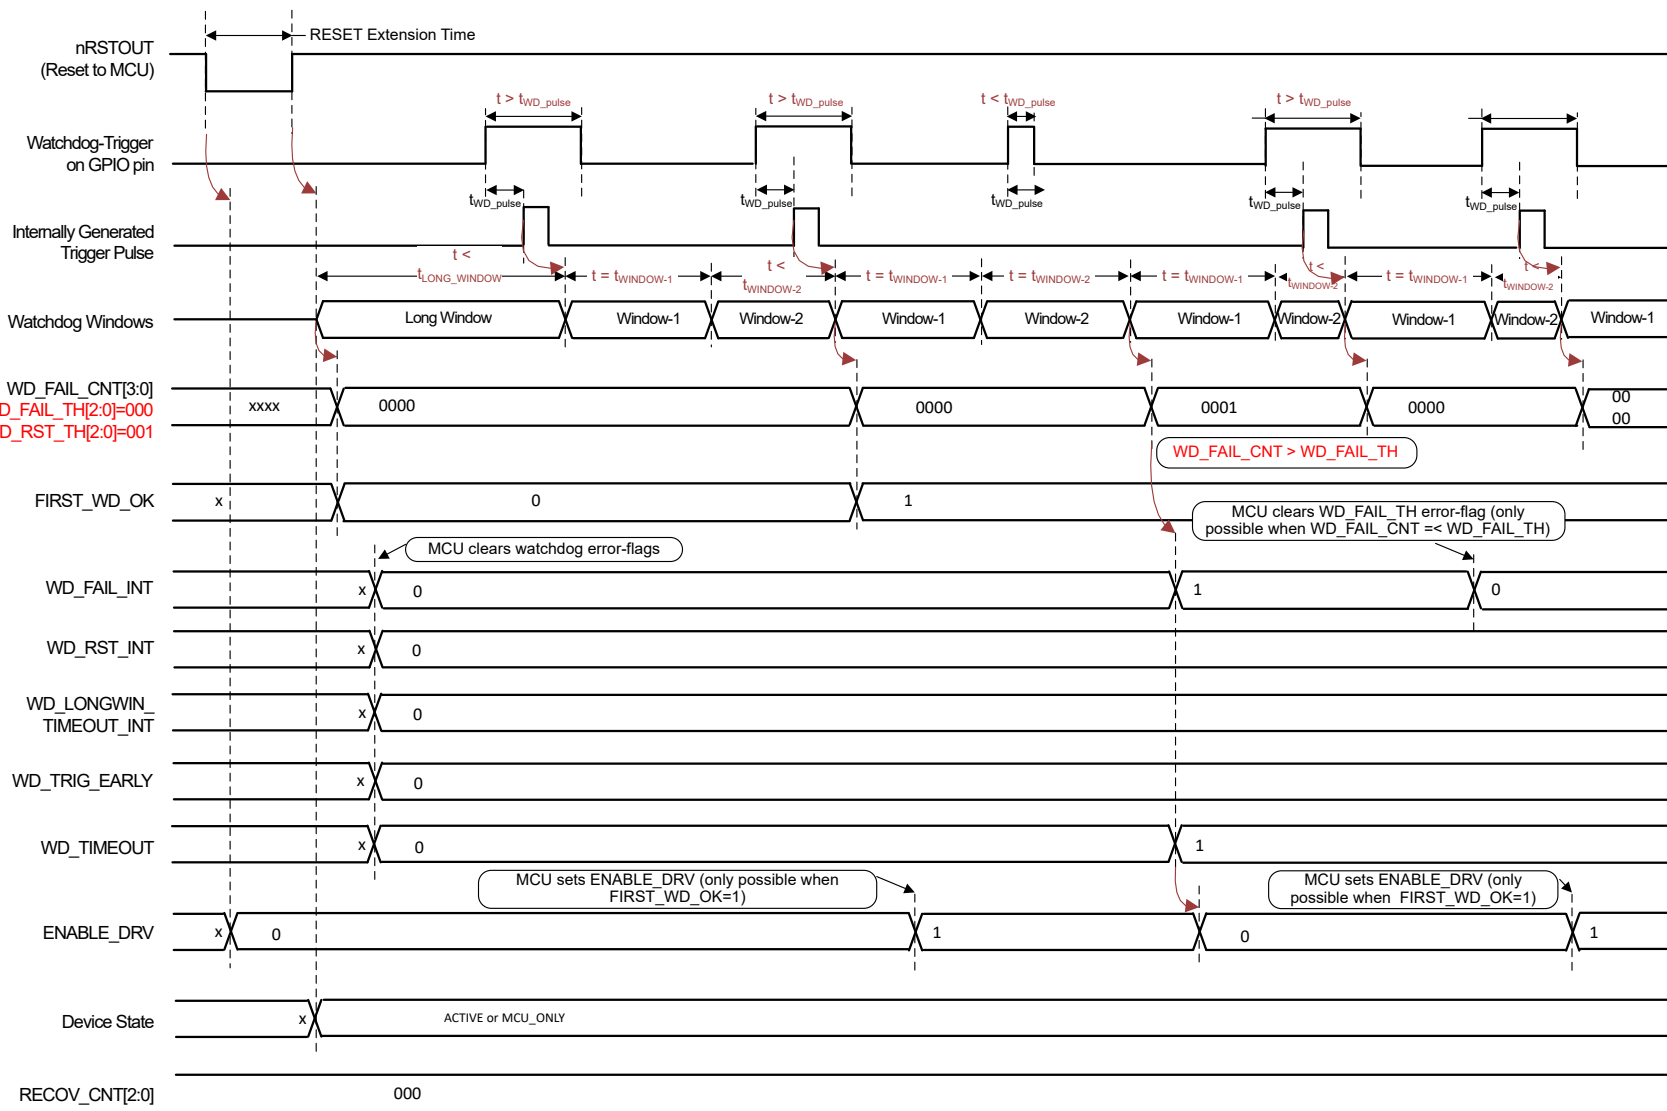 RESET Extension Time
nRSTOUT
(Reset to MCU)
t > tWD_pulse
t > tWD_pulse
t < tWD_pulse
t > tWD_pulse
Watchdog-Trigger
on GPIO pin
tWD_pulse
tWD_pulse
tWD_pulse
tWD_pulse
tWD_pulse
Internally Generated
Trigger Pulse
t <
tLONG_WINDOW
t = tWINDOW-1
t <
tWINDOW-2
t = tWINDOW-1
t = tWINDOW-2
t = tWINDOW-1
t <
tWINDOW-2
t = tWINDOW-1
t <
tWINDOW-2
Watchdog Windows
Long Window
Window-1
Window-2
Window-1
Window-2
Window-1
Window-2
Window-1
Window-2
Window-1
WD_FAIL_CNT[3:0]
D_FAIL_TH[2:0]=000
D_RST_TH[2:0]=001
xxxx
0000
0000
0001
0000
00
00
WD_FAIL_CNT > WD_FAIL_TH
FIRST_WD_OK
x
0
1
MCU clears WD_FAIL_TH error-flag (only
possible when WD_FAIL_CNT =< WD_FAIL_TH)
MCU clears watchdog error-flags
WD_FAIL_INT
x
0
1
0
WD_RST_INT
x
0
WD_LONGWIN_
TIMEOUT_INT
x
0
WD_TRIG_EARLY
x
0
WD_TIMEOUT
x
0
1
MCU sets ENABLE_DRV (only possible when
FIRST_WD_OK=1)
MCU sets ENABLE_DRV (only
possible when FIRST_WD_OK=1)
ENABLE_DRV
x
0
1
0
1
Device State
x
ACTIVE or MCU_ONLY
RECOV_CNT[2:0]
000